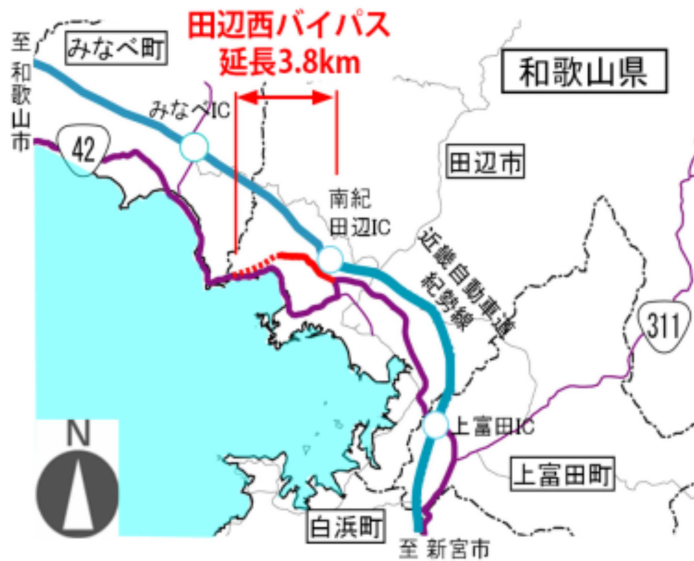 田辺西バイパス
延長3.8km
至
和歌山市
みなべ町
和歌山県
みなべIC
42
田辺市
南紀
田辺IC
近畿自動車道
紀勢線
311
上富田IC
N
上富田町
白浜町
至 新宮市